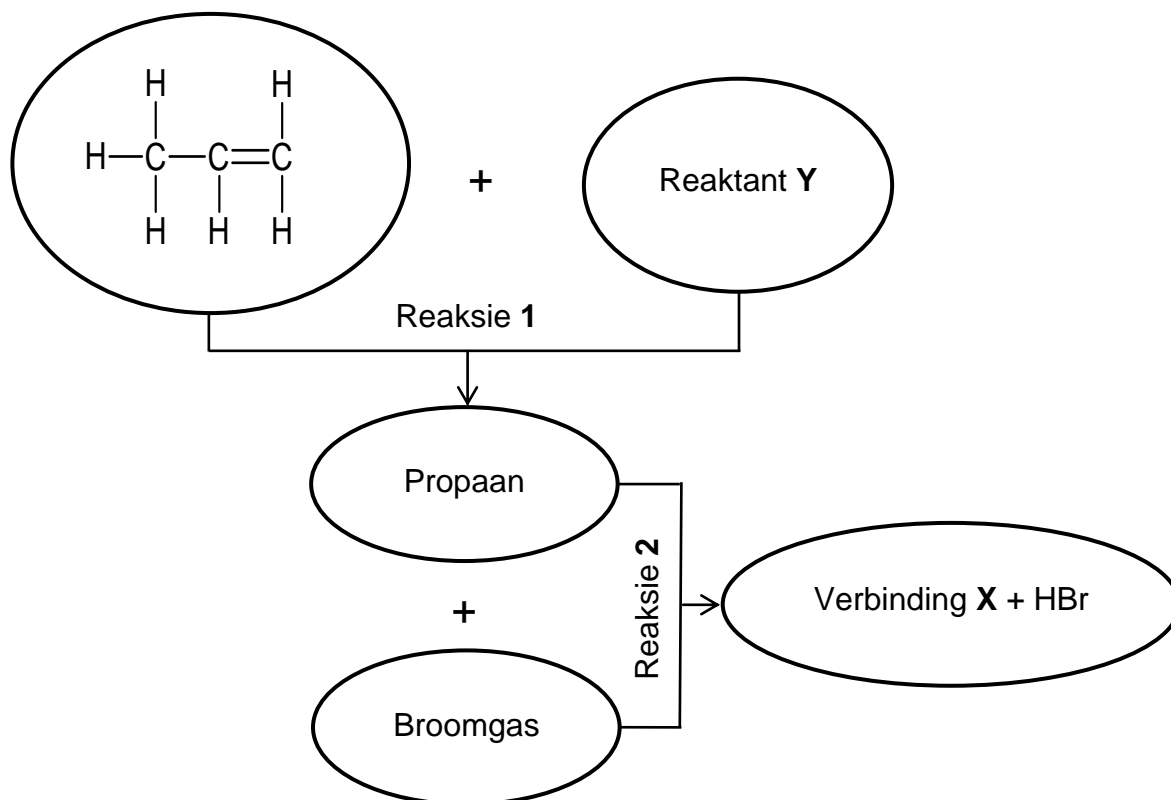 H H
H C C C
H H H
+
Reaktant Y
Reaksie 1
Propaan
+
Reaksie 2
Verbinding X + HBr
Broomgas